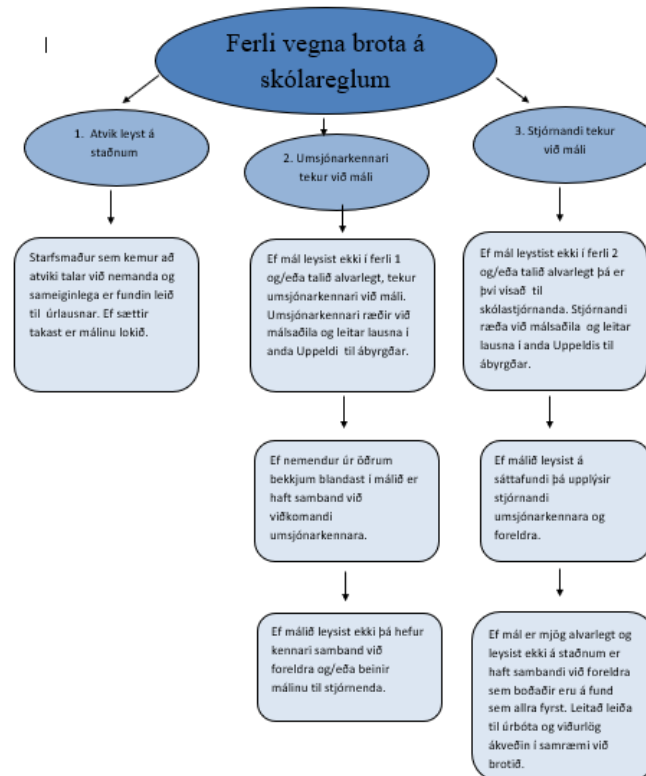 Ferli vegna brota á
skólareglum
1. Atvik leyst á
staðnum
2. Umsjónarkennari
tekur við máli
3. Stjórnandi tekur
við máli
Starfsmaður sem kemur að
atviki talar við nemanda og
sameiginlega er fundin leið
til úrlausnar. Ef sættir
takast er málinu lokið.
Ef mál leysist ekki í ferli 1
og/eða talið alvarlegt, tekur
umsjónarkennari við máli.
Umsjónarkennari ræðir við
málsaðila og leitar lausna í
anda Uppeldi til ábyrgðar.
Ef nemendur úr öðrum
bekkjum blandast í málið er
haft samband við
viðkomandi
umsjónarkennara.
Ef málið leysist ekki þá hefur
kennari samband við
foreldra og/eða beinir
málinu til stjórnenda.
Ef mál leystist ekki í ferli 2
og/eða talið alvarlegt þá er
því vísað til
skólastjórnanda. Stjórnandi
ræða við málsaðila og leitar
lausna í anda Uppeldis til
ábyrgðar.
Ef málið leysist á
sáttafundi þá upplýsir
stjórnandi
umsjónarkennara og
foreldra.
Ef mál er mjög alvarlegt og
leysist ekki á staðnum er
haft sambandi við foreldra
sem boðaðir eru á fund
sem allra fyrst. Leitað leiða
til úrbóta og viðurlög
ákveðin í samræmi við
brotið.